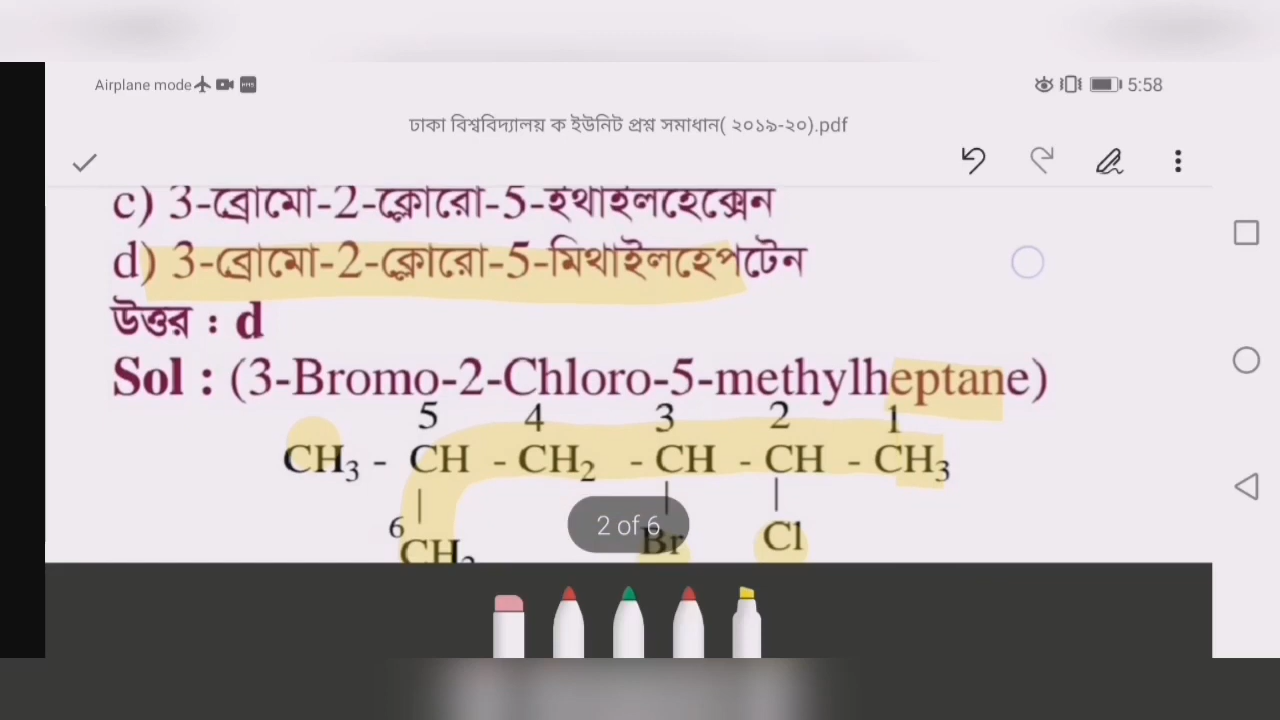 Airplane mode 5:58
ঢাকা বিশ্ববিদ্যালয় ক ইউনিট প্রশ্ন সমাধান( ২০১৯-২০).pdf
c) 3-ব্রোমো-2-ক্লোরো-5-ইথাইলহেক্সেন
d) 3-ব্রোমো-2-ক্লোরো-5-মিথাইলহেপটেন
উত্তর : d
Sol : (3-Bromo-2-Chloro-5-methylheptane)
5 4 3 2 1
CH₃ - CH - CH₂ - CH - CH - CH₃
| | |
6 2 of 6 Br Cl
CH₂